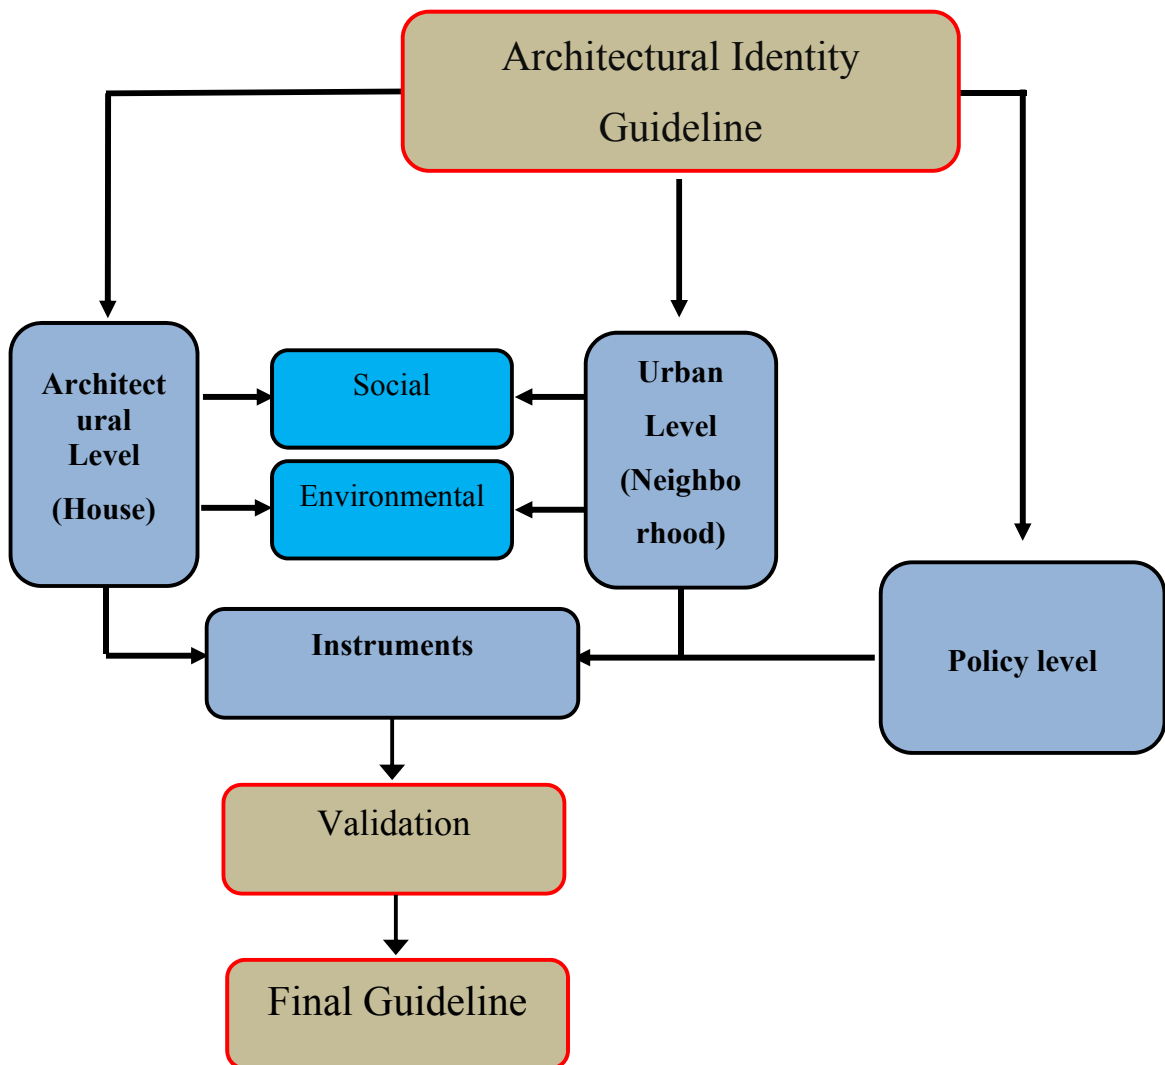 Architectural Identity
Guideline
Architect
ural
Level
(House)
Social
Environmental
Urban
Level
(Neighbo
rhood)
Instruments
Policy level
Validation
Final Guideline